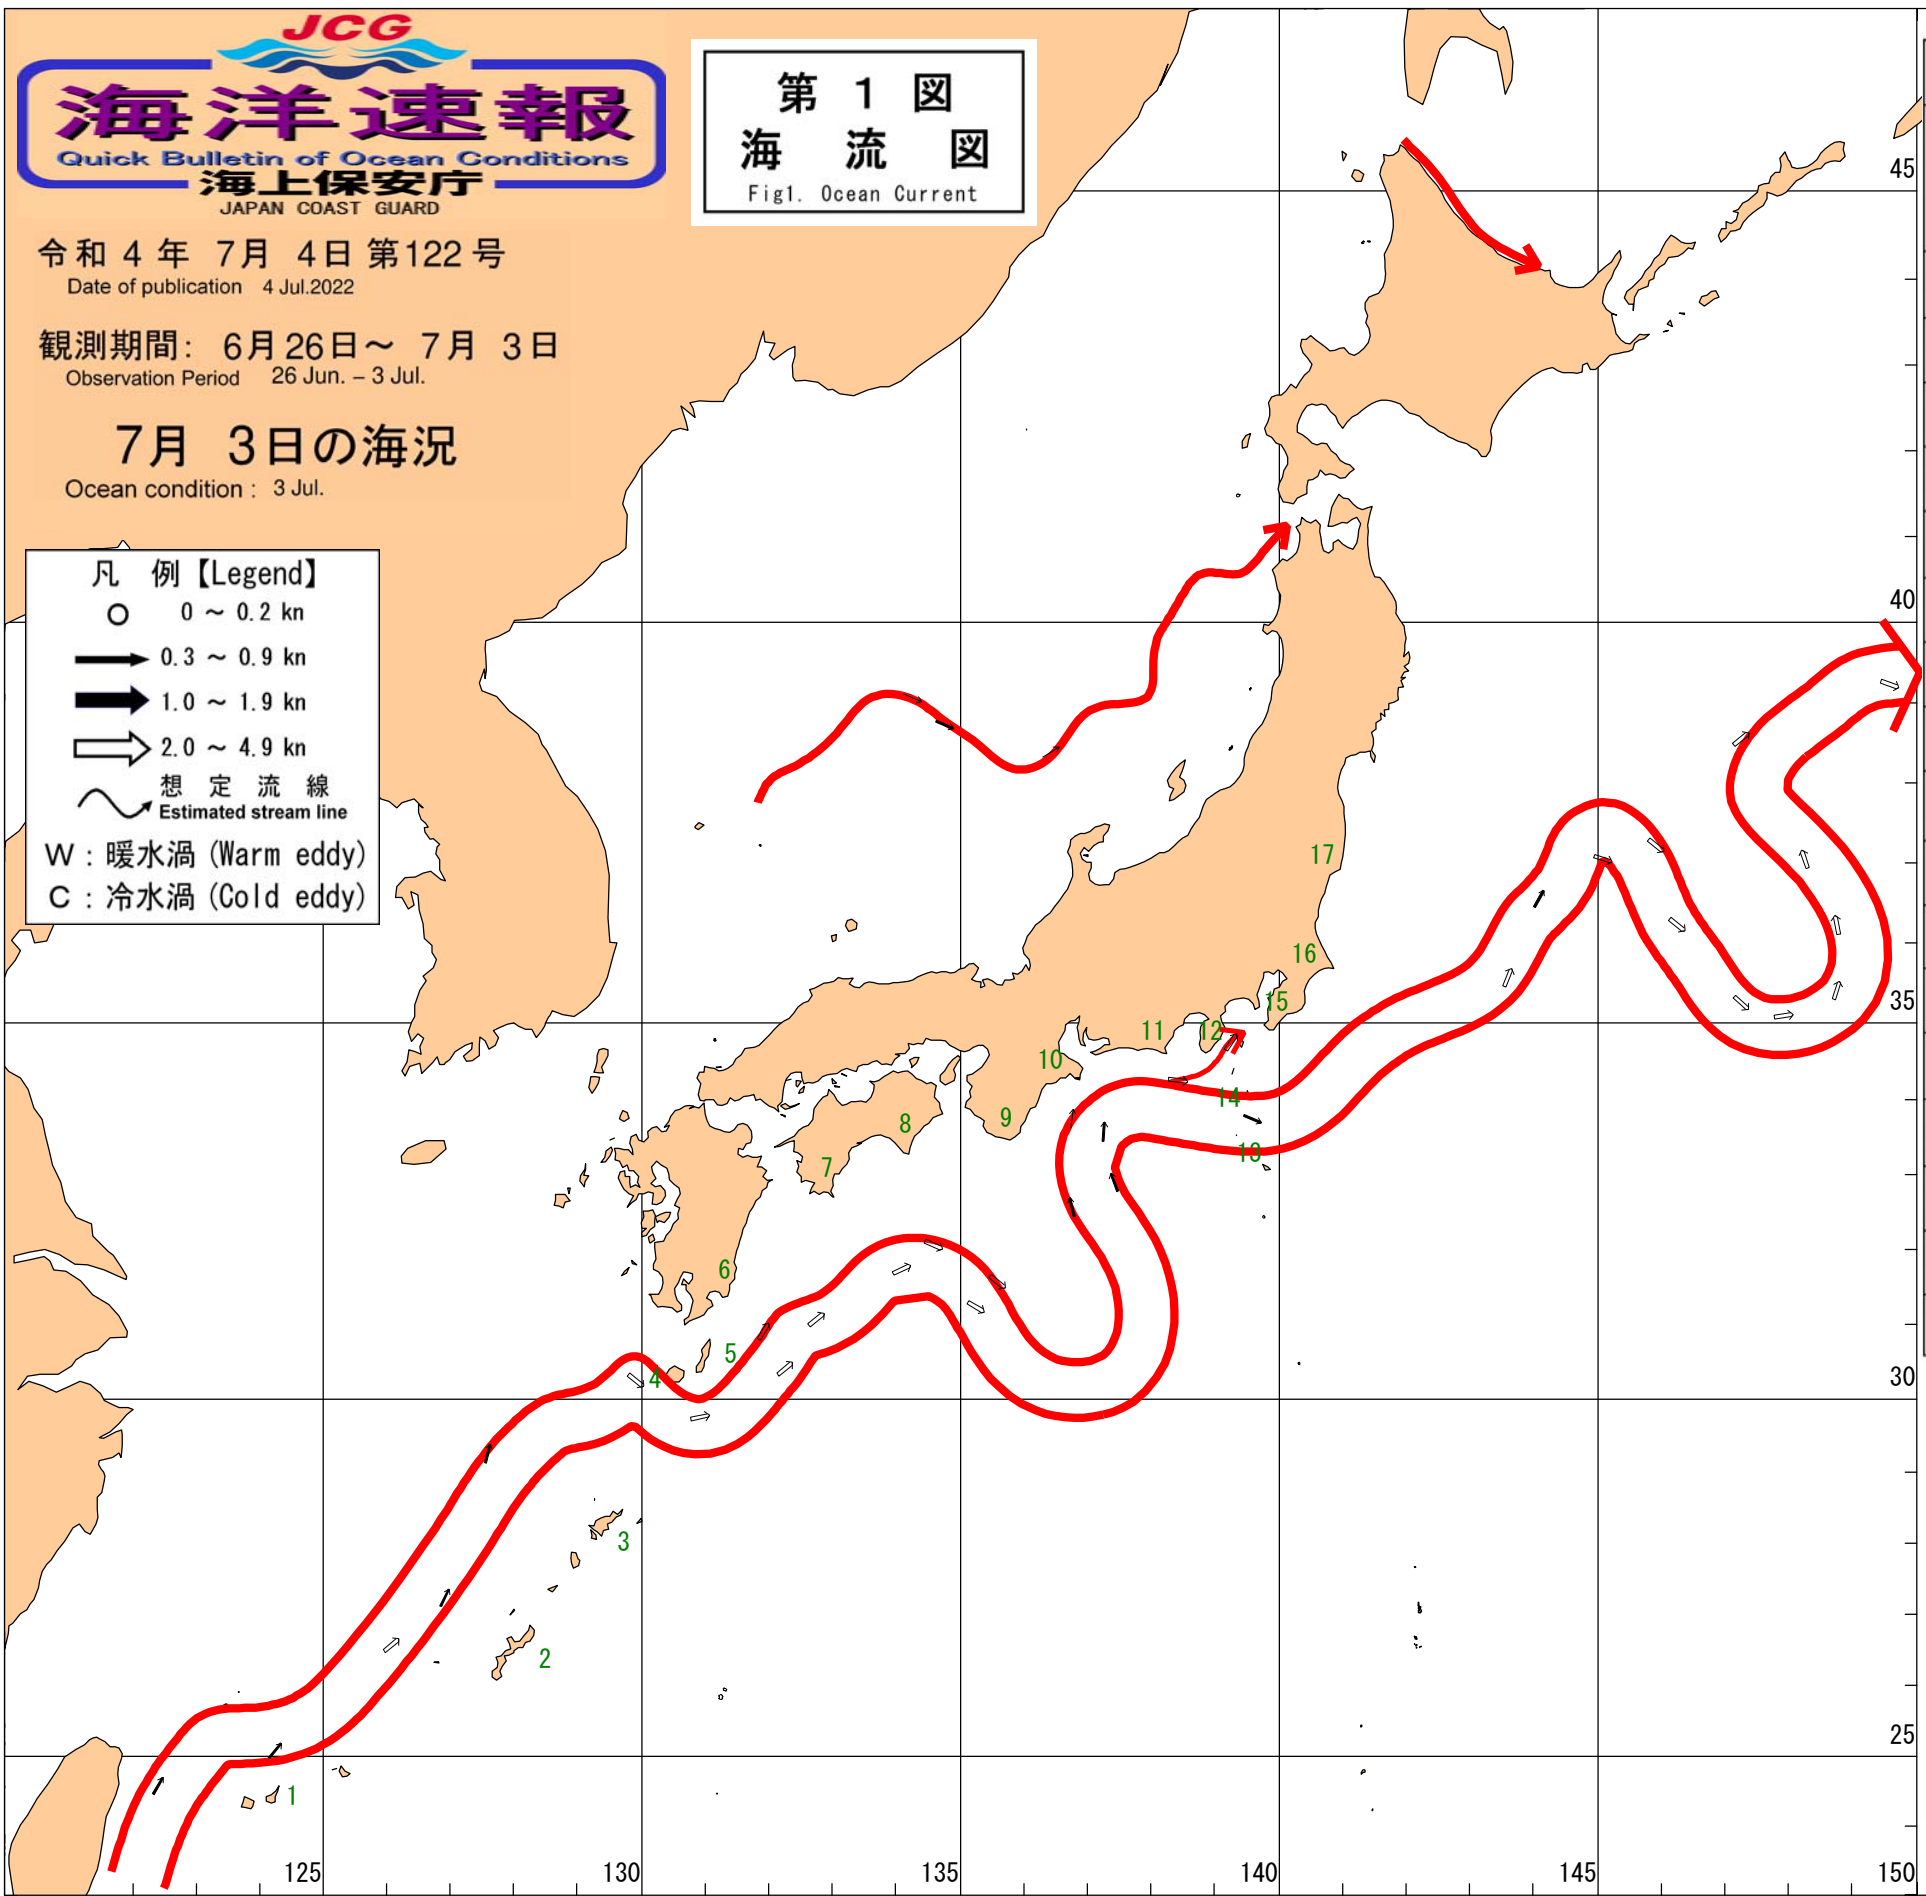 JCG
海洋速報
Quick Bulletin of Ocean Conditions
海上保安庁
JAPAN COAST GUARD
第 1 図
海 流 図
Fig1. Ocean Current
令和 4 年 7月 4日 第122 号
Date of publication 4 Jul.2022
観測期間: 6月26日～ 7月 3日
Observation Period 26 Jun. – 3 Jul.
7月 3日の海況
Ocean condition : 3 Jul.
凡 例【Legend】
0 ～ 0.2 kn
0.3 ～ 0.9 kn
1.0 ～ 1.9 kn
2.0 ～ 4.9 kn
想 定 流 線
Estimated stream line
W : 暖水渦 (Warm eddy)
C : 冷水渦 (Cold eddy)
45
40
17
16
35
15
12
11
10
14
9
8
13
7
6
5
4
30
3
2
25
1
125
130
135
140
145
150